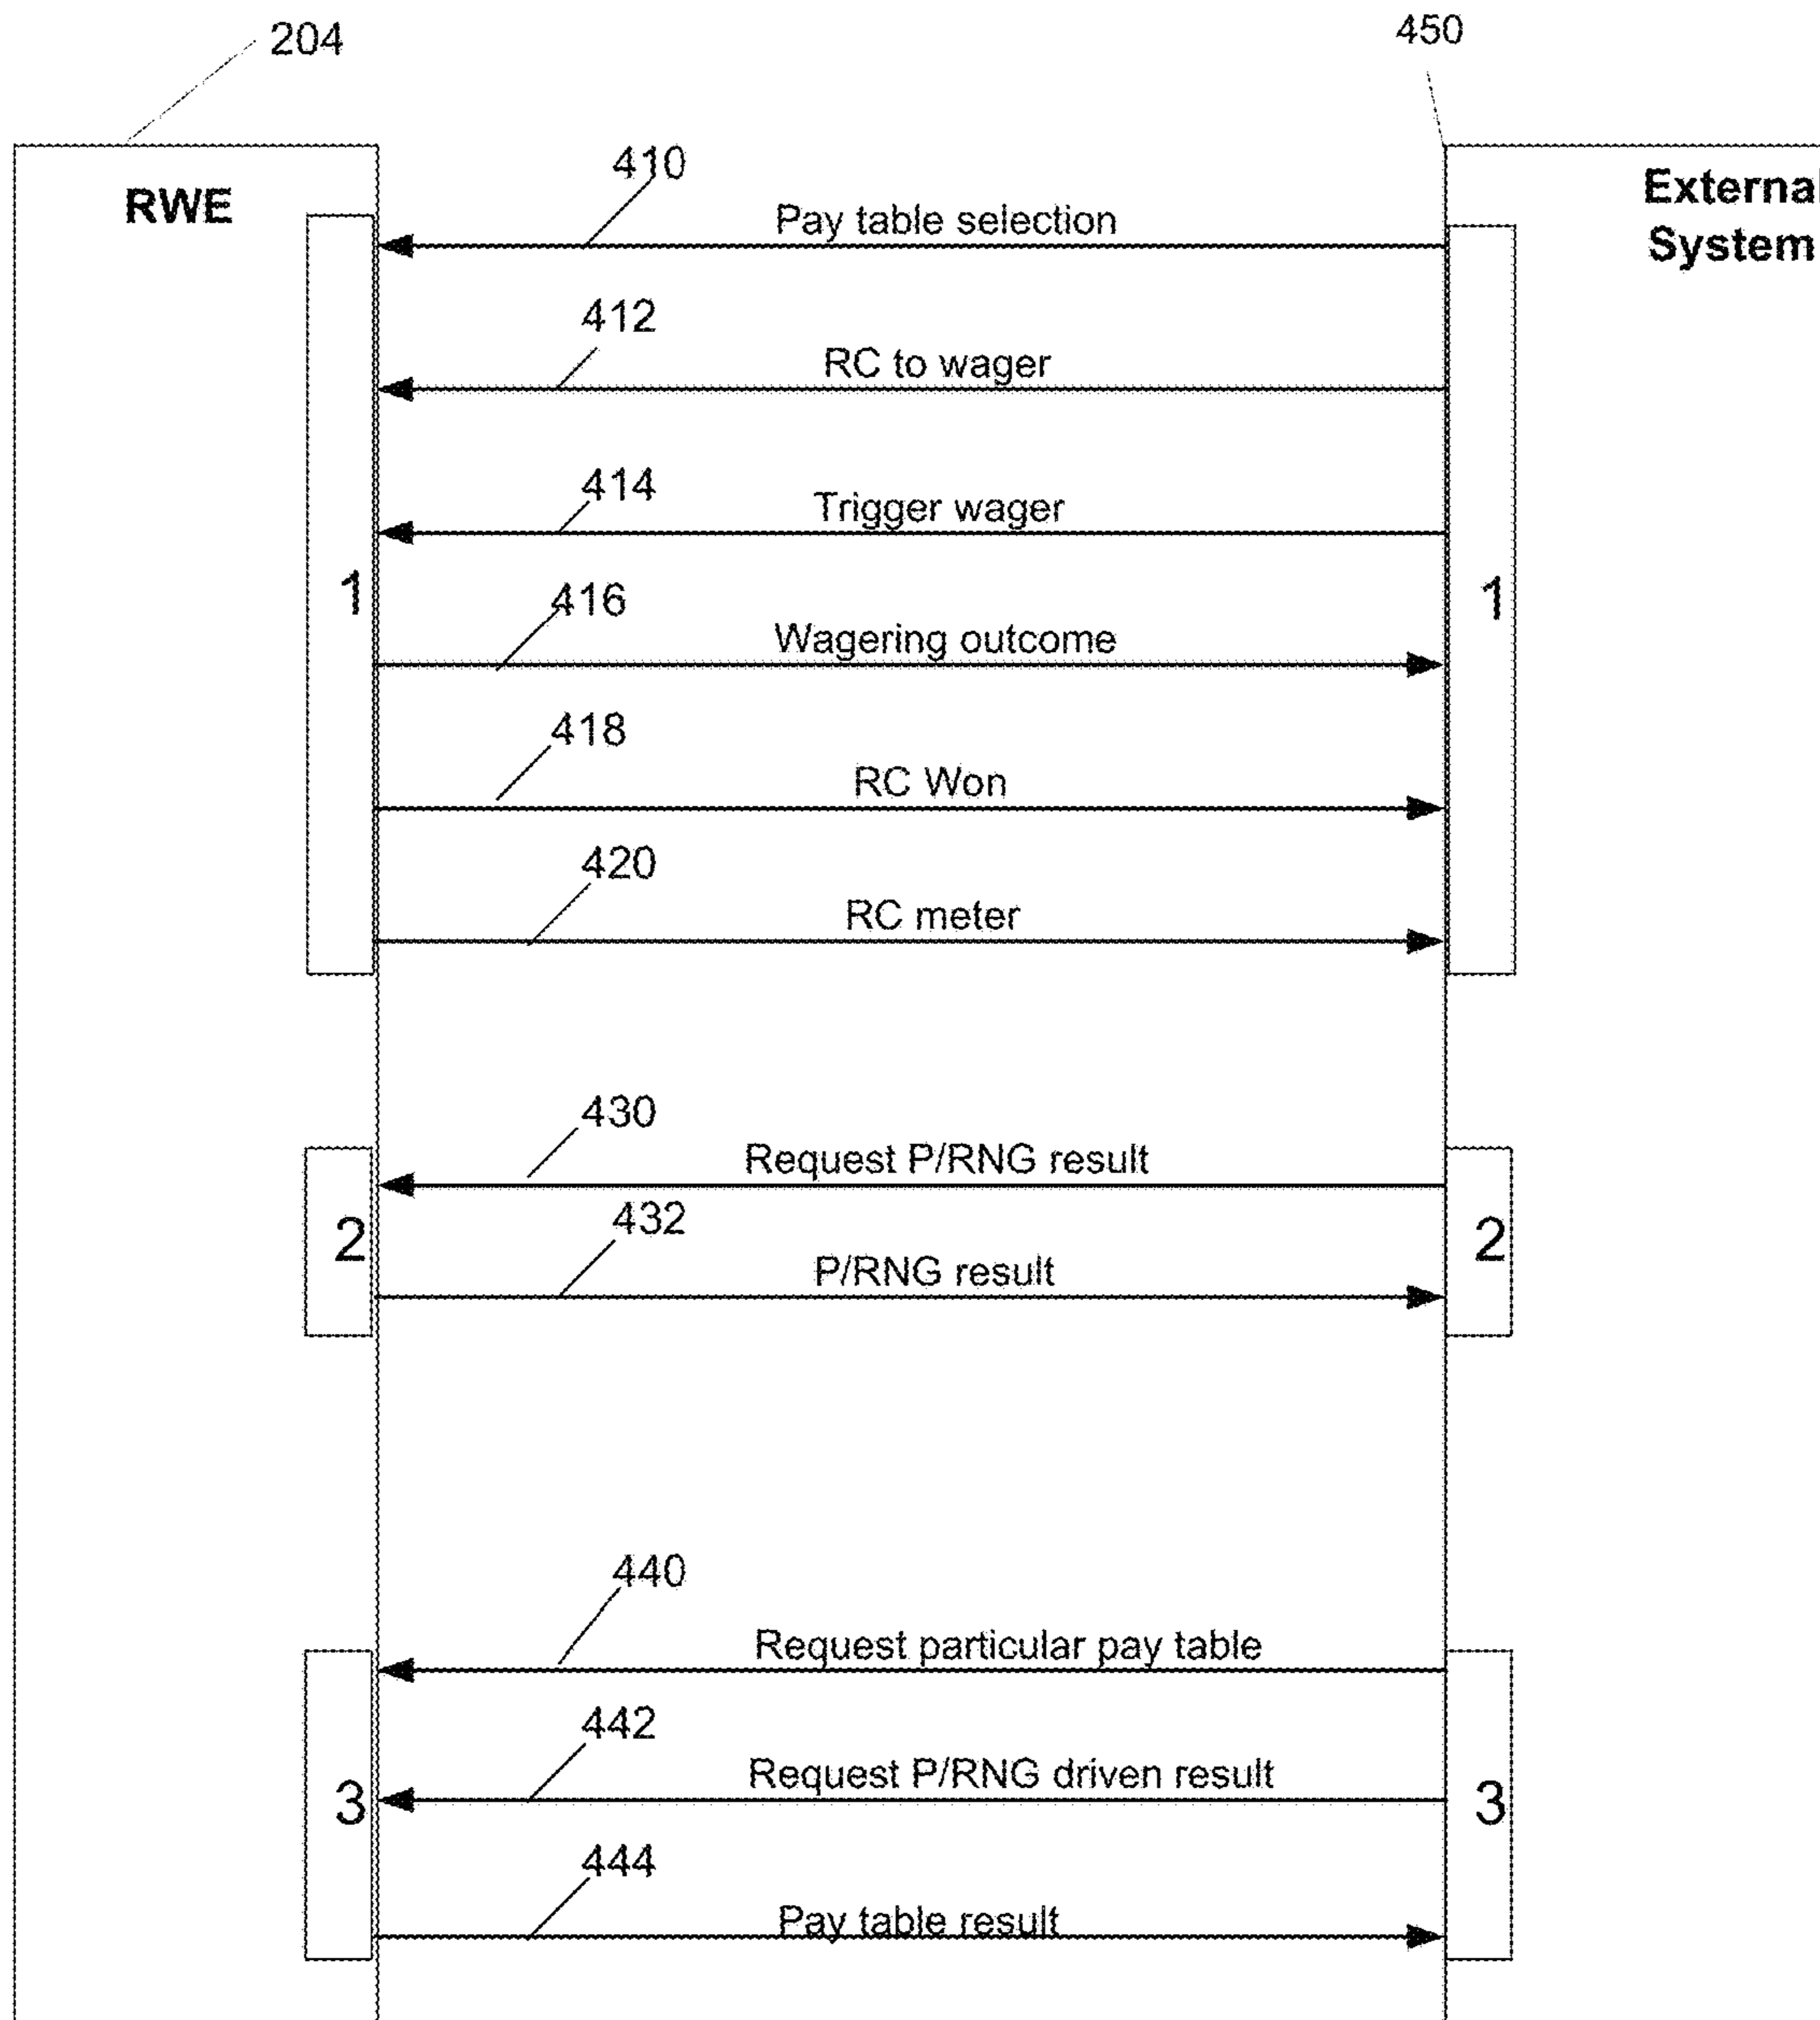 204
450
RWE
External
System
410
Pay table selection
412
RC to wager
414
Trigger wager
1
1
416
Wagering outcome
418
RC Won
420
RC meter
430
Request P/RNG result
2
2
432
P/RNG result
440
Request particular pay table
442
Request P/RNG driven result
3
3
444
Pay table result